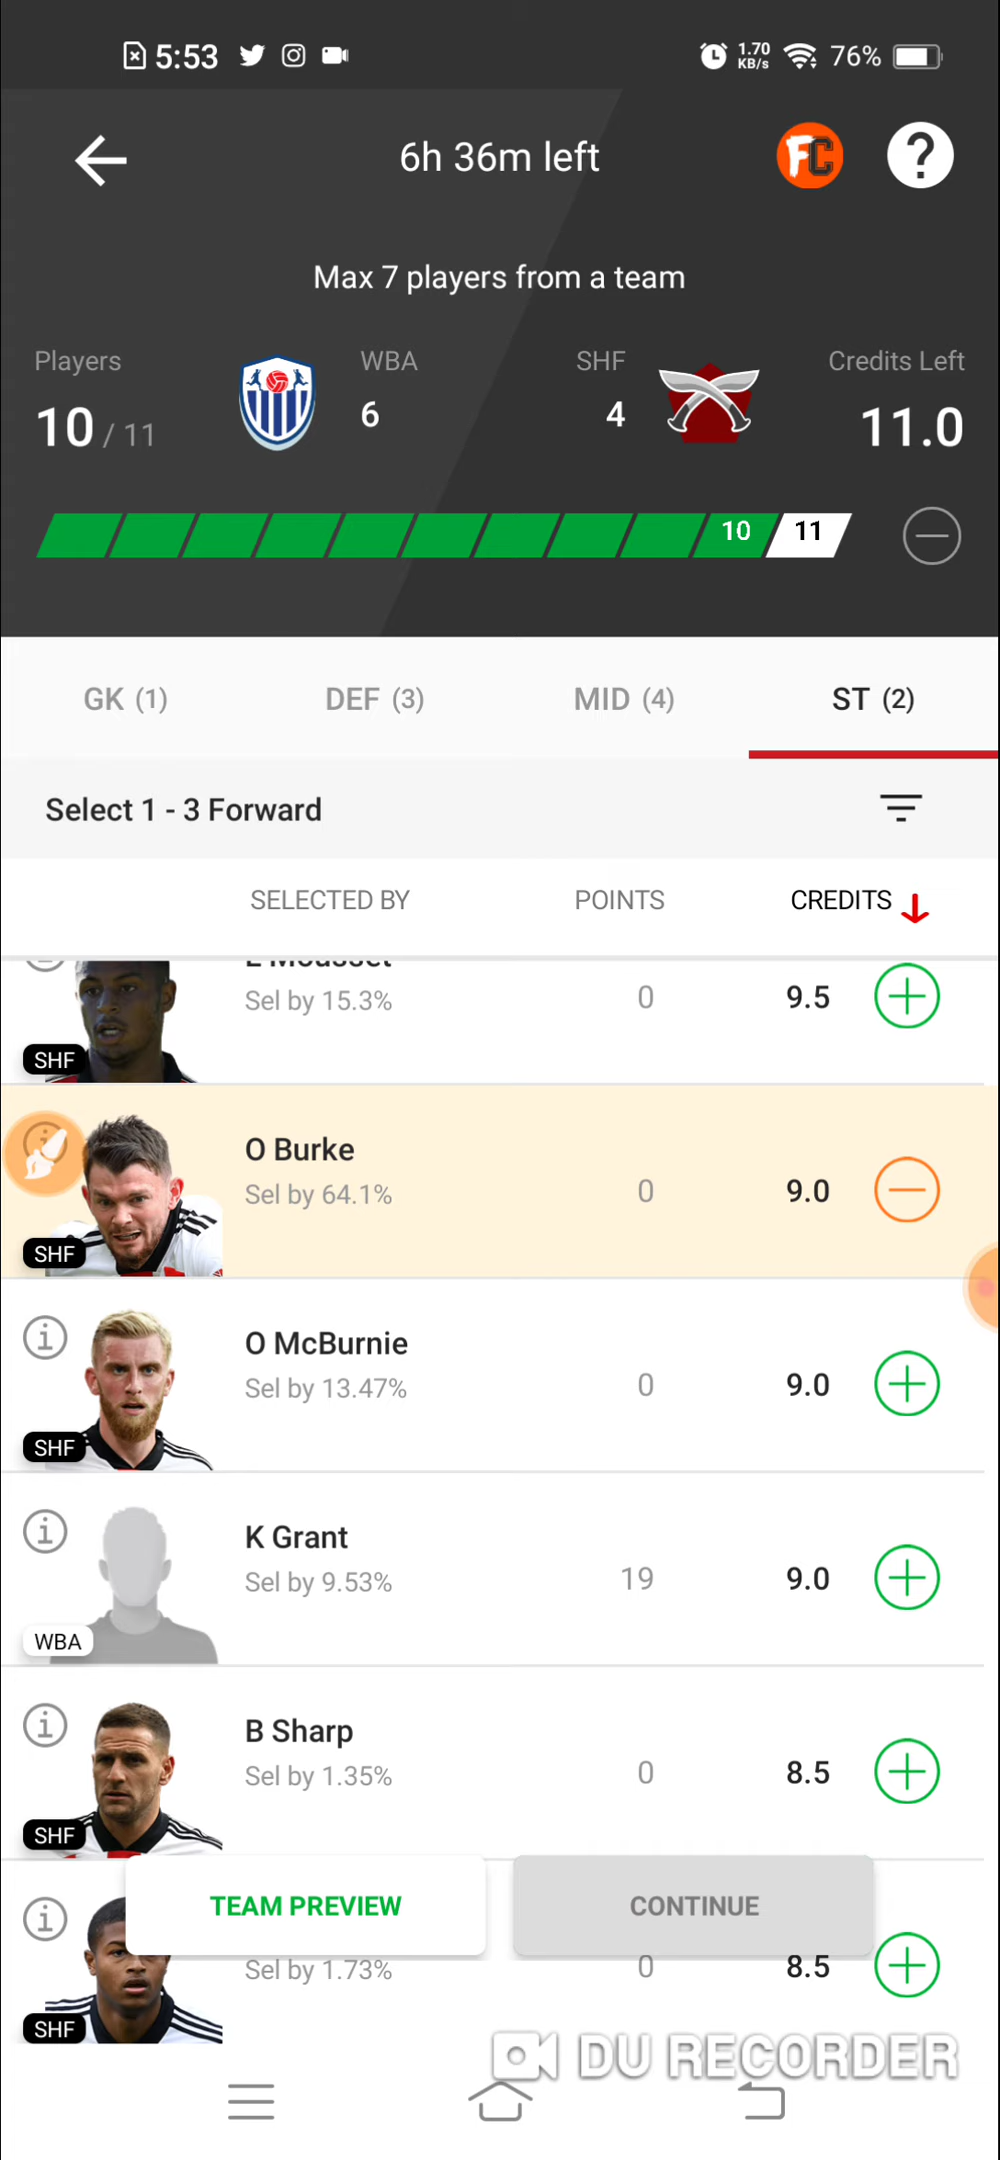 5:53
1.70
KB/s
76%
6h 36m left
FC
?
Max 7 players from a team
Players
WBA
SHF
Credits Left
10 / 11
6
4
11.0
10
11
GK (1)
DEF (3)
MID (4)
ST (2)
Select 1 - 3 Forward
SELECTED BY
POINTS
CREDITS
L Mousset
Sel by 15.3%
0
9.5
SHF
O Burke
Sel by 64.1%
0
9.0
SHF
O McBurnie
Sel by 13.47%
0
9.0
SHF
K Grant
Sel by 9.53%
19
9.0
WBA
B Sharp
Sel by 1.35%
0
8.5
SHF
TEAM PREVIEW
CONTINUE
Sel by 1.73%
0
8.5
SHF
DU RECORDER